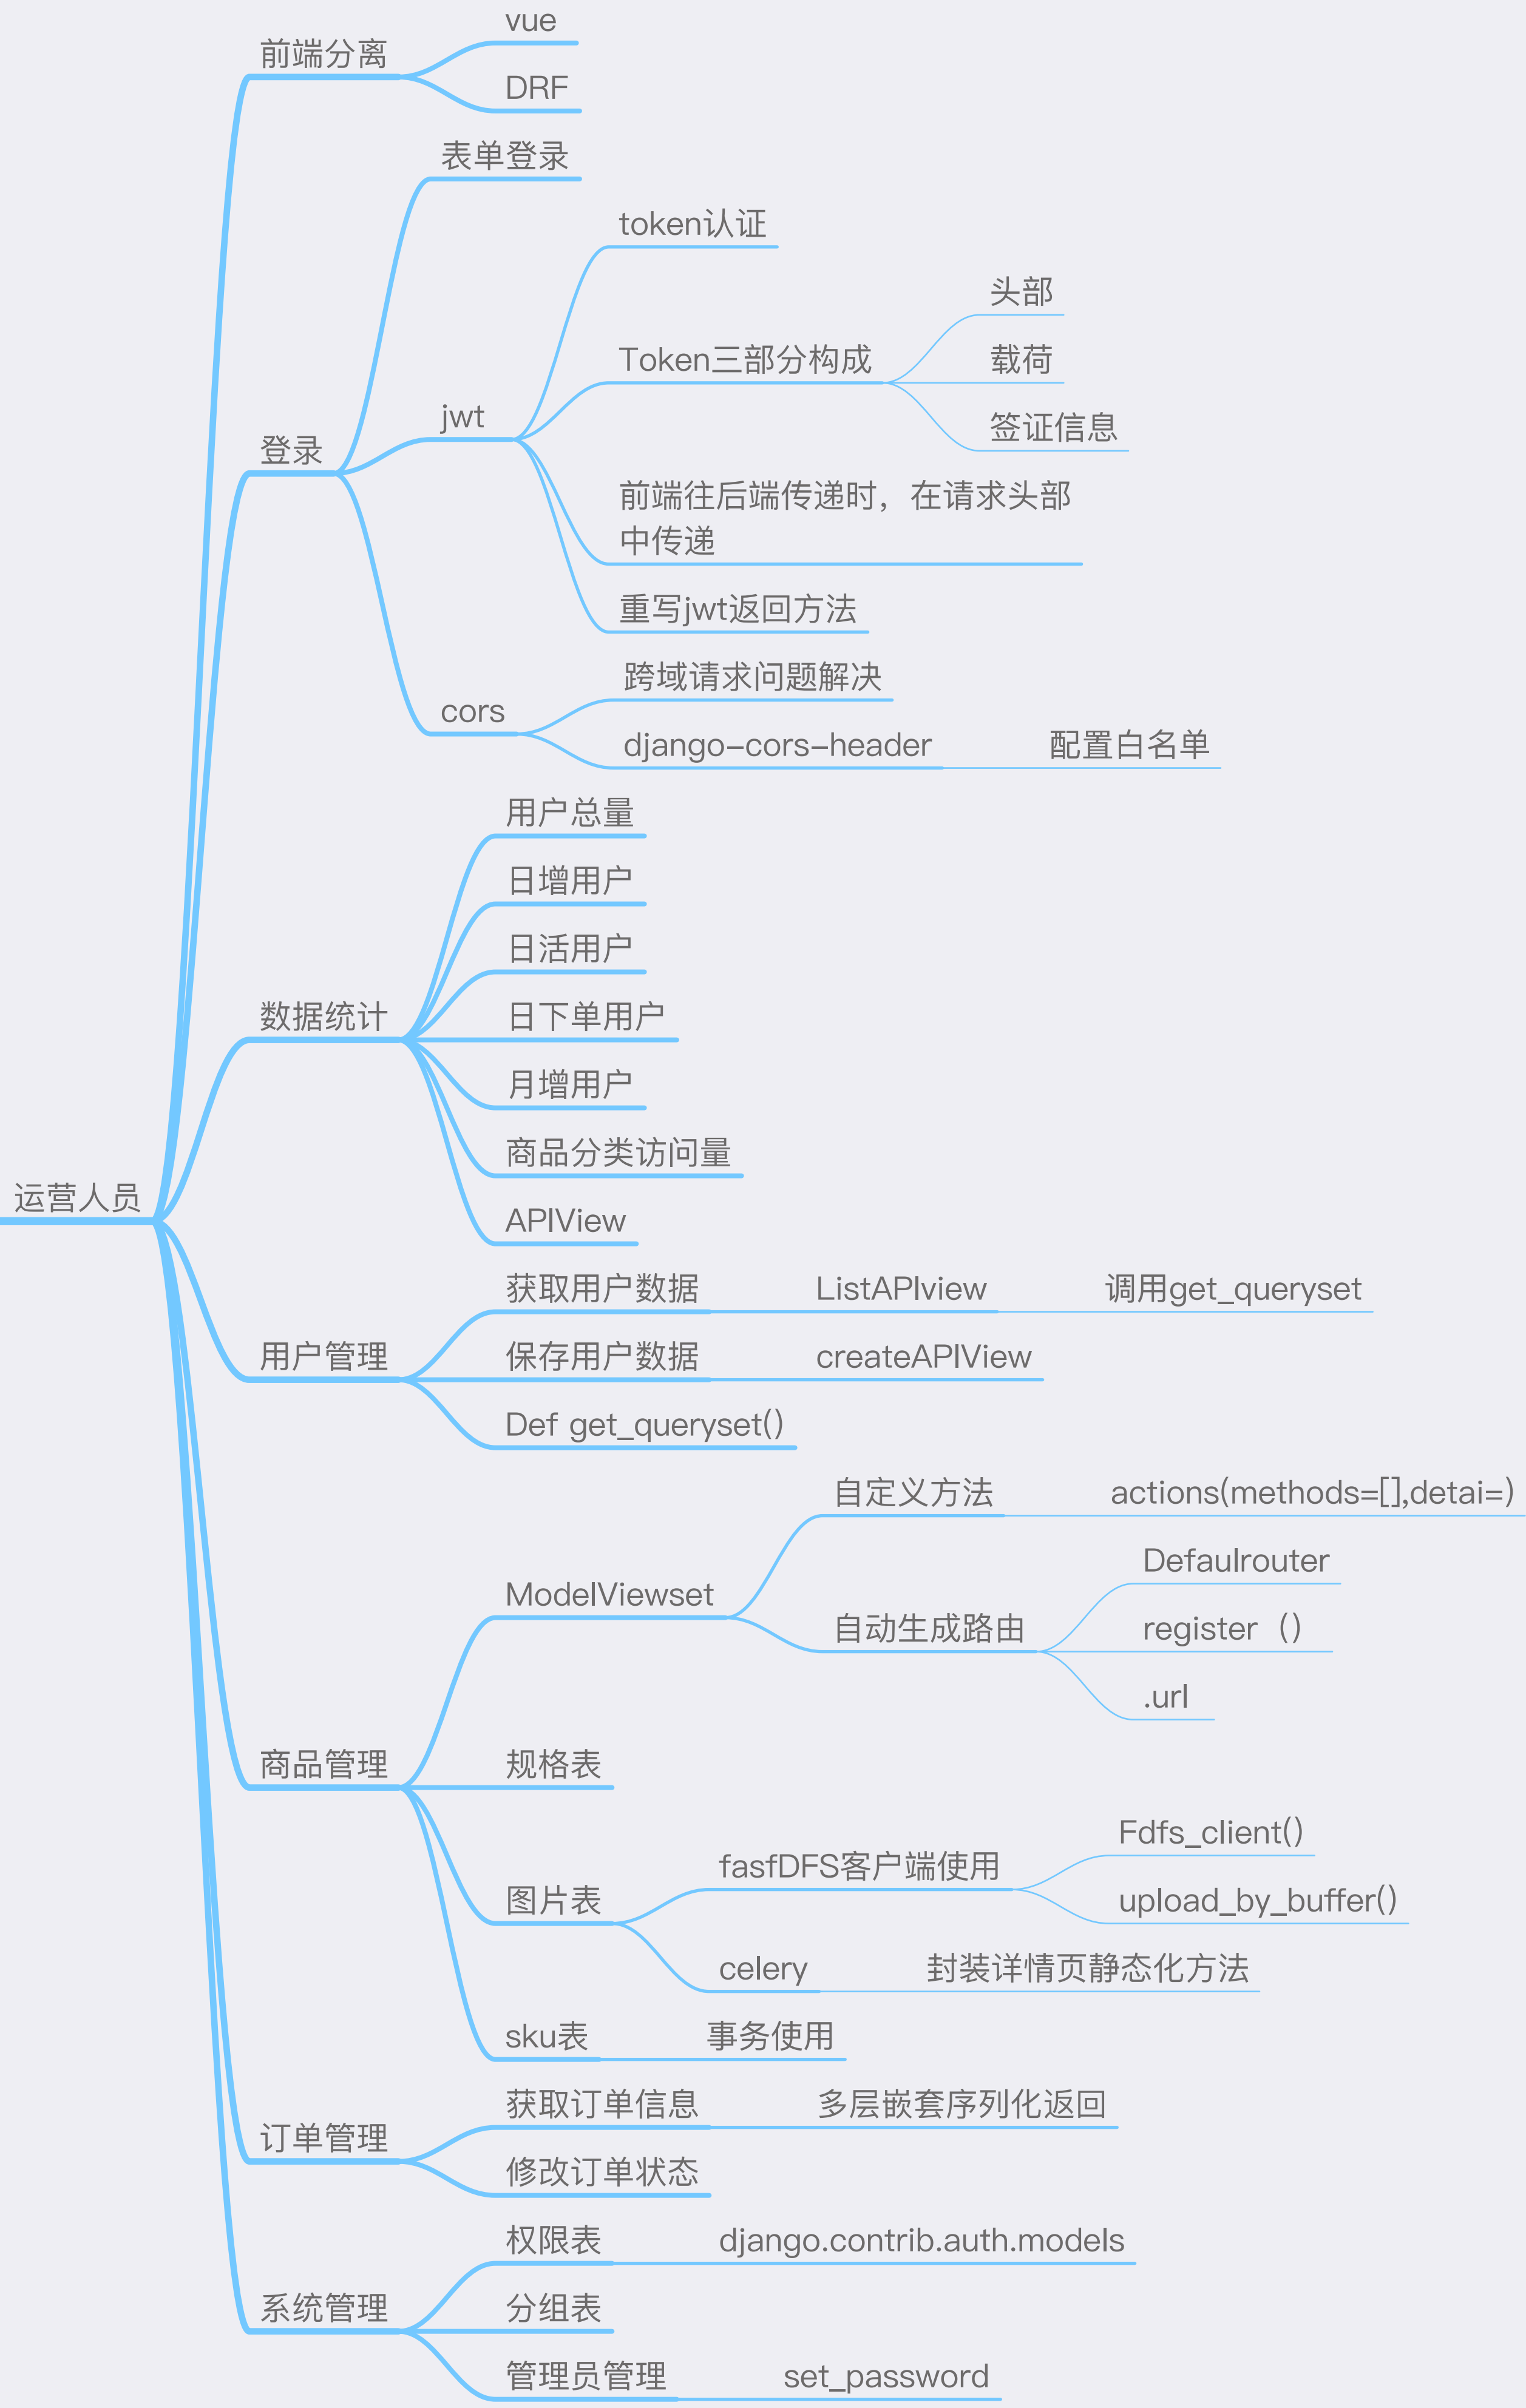 vue
前端分离
DRF
表单登录
token认证
头部
Token三部分构成
载荷
jwt
签证信息
登录
前端往后端传递时，在请求头部
中传递
重写jwt返回方法
跨域请求问题解决
cors
django-cors-header
配置白名单
用户总量
日增用户
日活用户
数据统计
日下单用户
月增用户
商品分类访问量
运营人员
APIView
获取用户数据
ListAPIview
调用get_queryset
用户管理
保存用户数据
createAPIView
Def get_queryset()
自定义方法
actions(methods=[],detai=)
Defaulrouter
ModelViewset
自动生成路由
register（）
.url
商品管理
规格表
Fdfs_client()
fasfDFS客户端使用
图片表
upload_by_buffer()
celery
封装详情页静态化方法
sku表
事务使用
获取订单信息
多层嵌套序列化返回
订单管理
修改订单状态
权限表
django.contrib.auth.models
系统管理
分组表
管理员管理
set_password